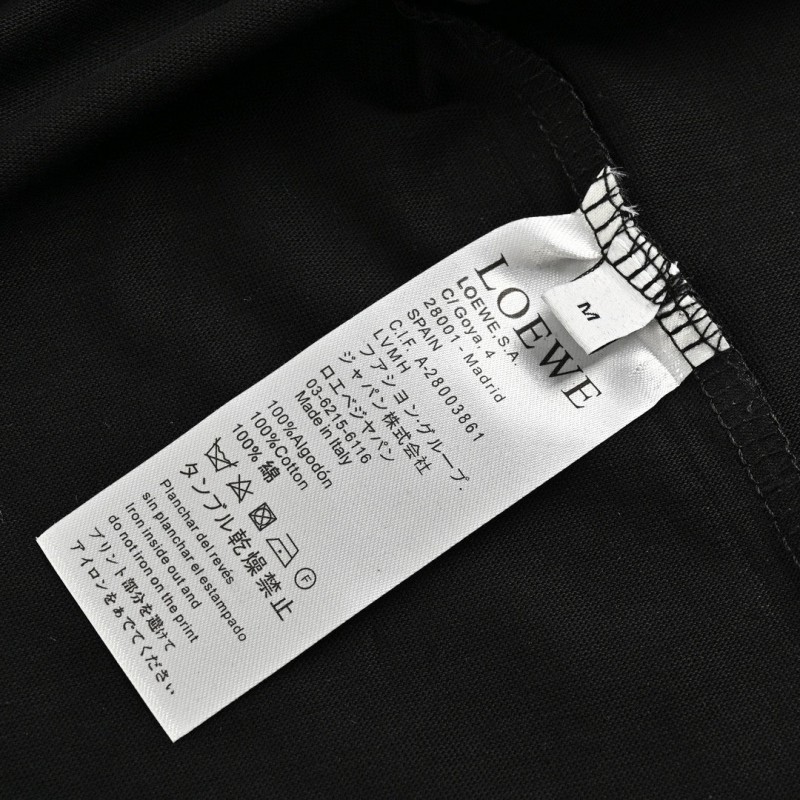 LOEWE
M
LOEWE,S.A.
C/Goya, 4
28001 - Madrid
SPAIN
C.I.F. A-28003861
LVMH
ファション・グループ.
ジャパン株式会社
ロエベジャパン
03-6215-6116
Made in Italy
100%Algodón
100%Cotton
100% 綿
F
タンブル乾燥禁止
Planchar del revés
sin planchar el estampado
Iron inside out and
do not iron on the print
プリント部分を避けて
アイロンをあててください